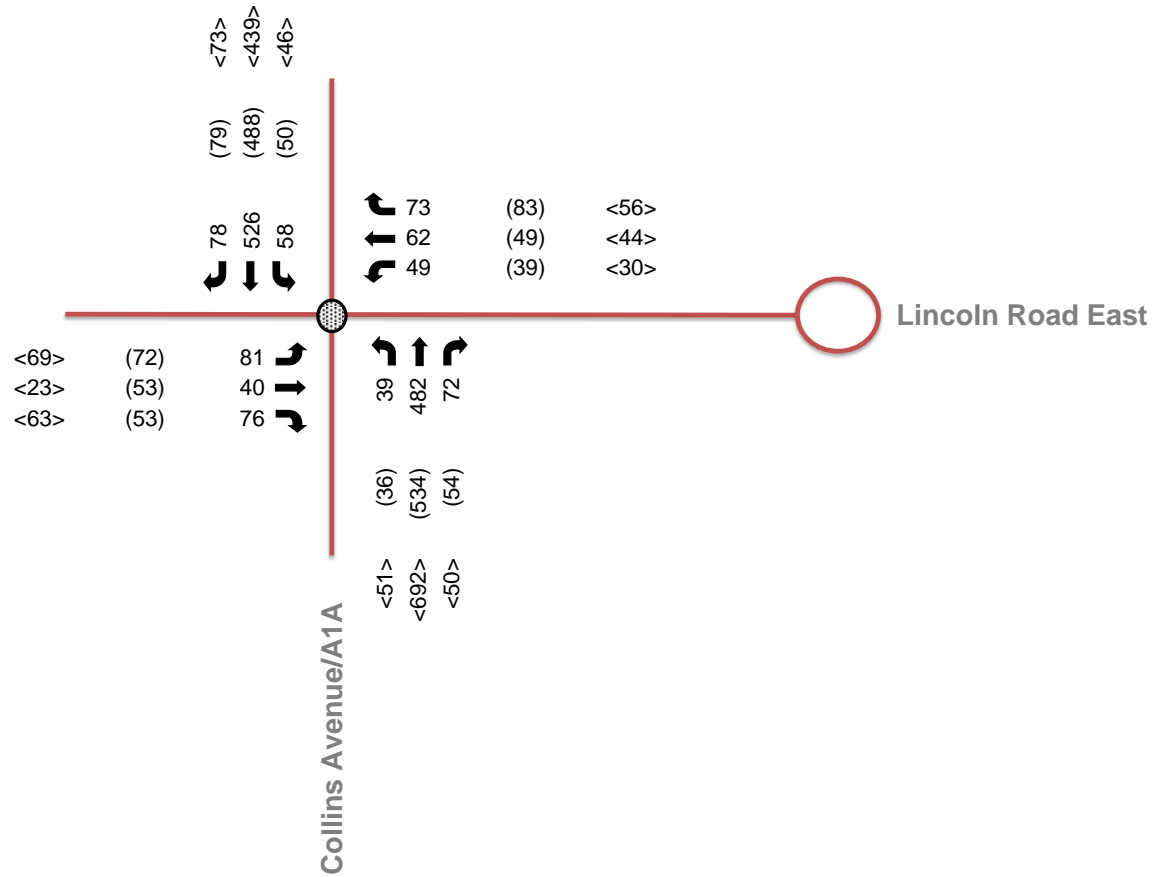 <73> <439> <46>
(79) (488) (50)
78 526 58
73 (83) <56>
62 (49) <44>
49 (39) <30>
Lincoln Road East
<69> (72) 81
<23> (53) 40
<63> (53) 76
39 482 72
(36) (534) (54)
<51> <692> <50>
Collins Avenue/A1A